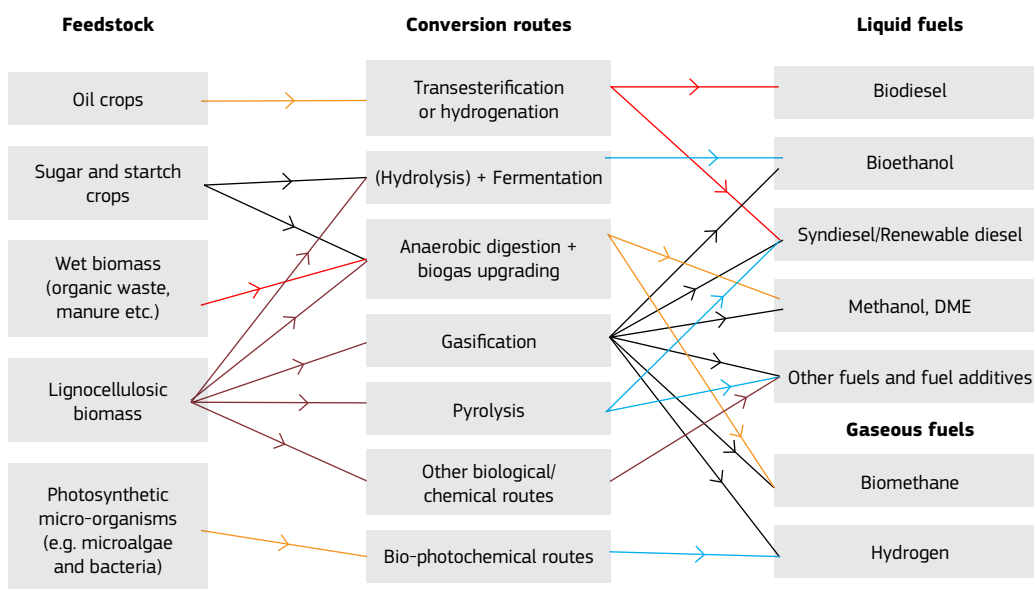 Feedstock
Oil crops
Sugar and startch
crops
Wet biomass
(organic waste,
manure etc.)
Lignocellulosic
biomass
Photosynthetic
micro-organisms
(e.g. microalgae
and bacteria)
Conversion routes
Transesterification
or hydrogenation
(Hydrolysis) + Fermentation
Anaerobic digestion +
biogas upgrading
Gasification
Pyrolysis
Other biological/
chemical routes
Bio-photochemical routes
Liquid fuels
Biodiesel
Bioethanol
Syndiesel/Renewable diesel
Methanol, DME
Other fuels and fuel additives
Gaseous fuels
Biomethane
Hydrogen